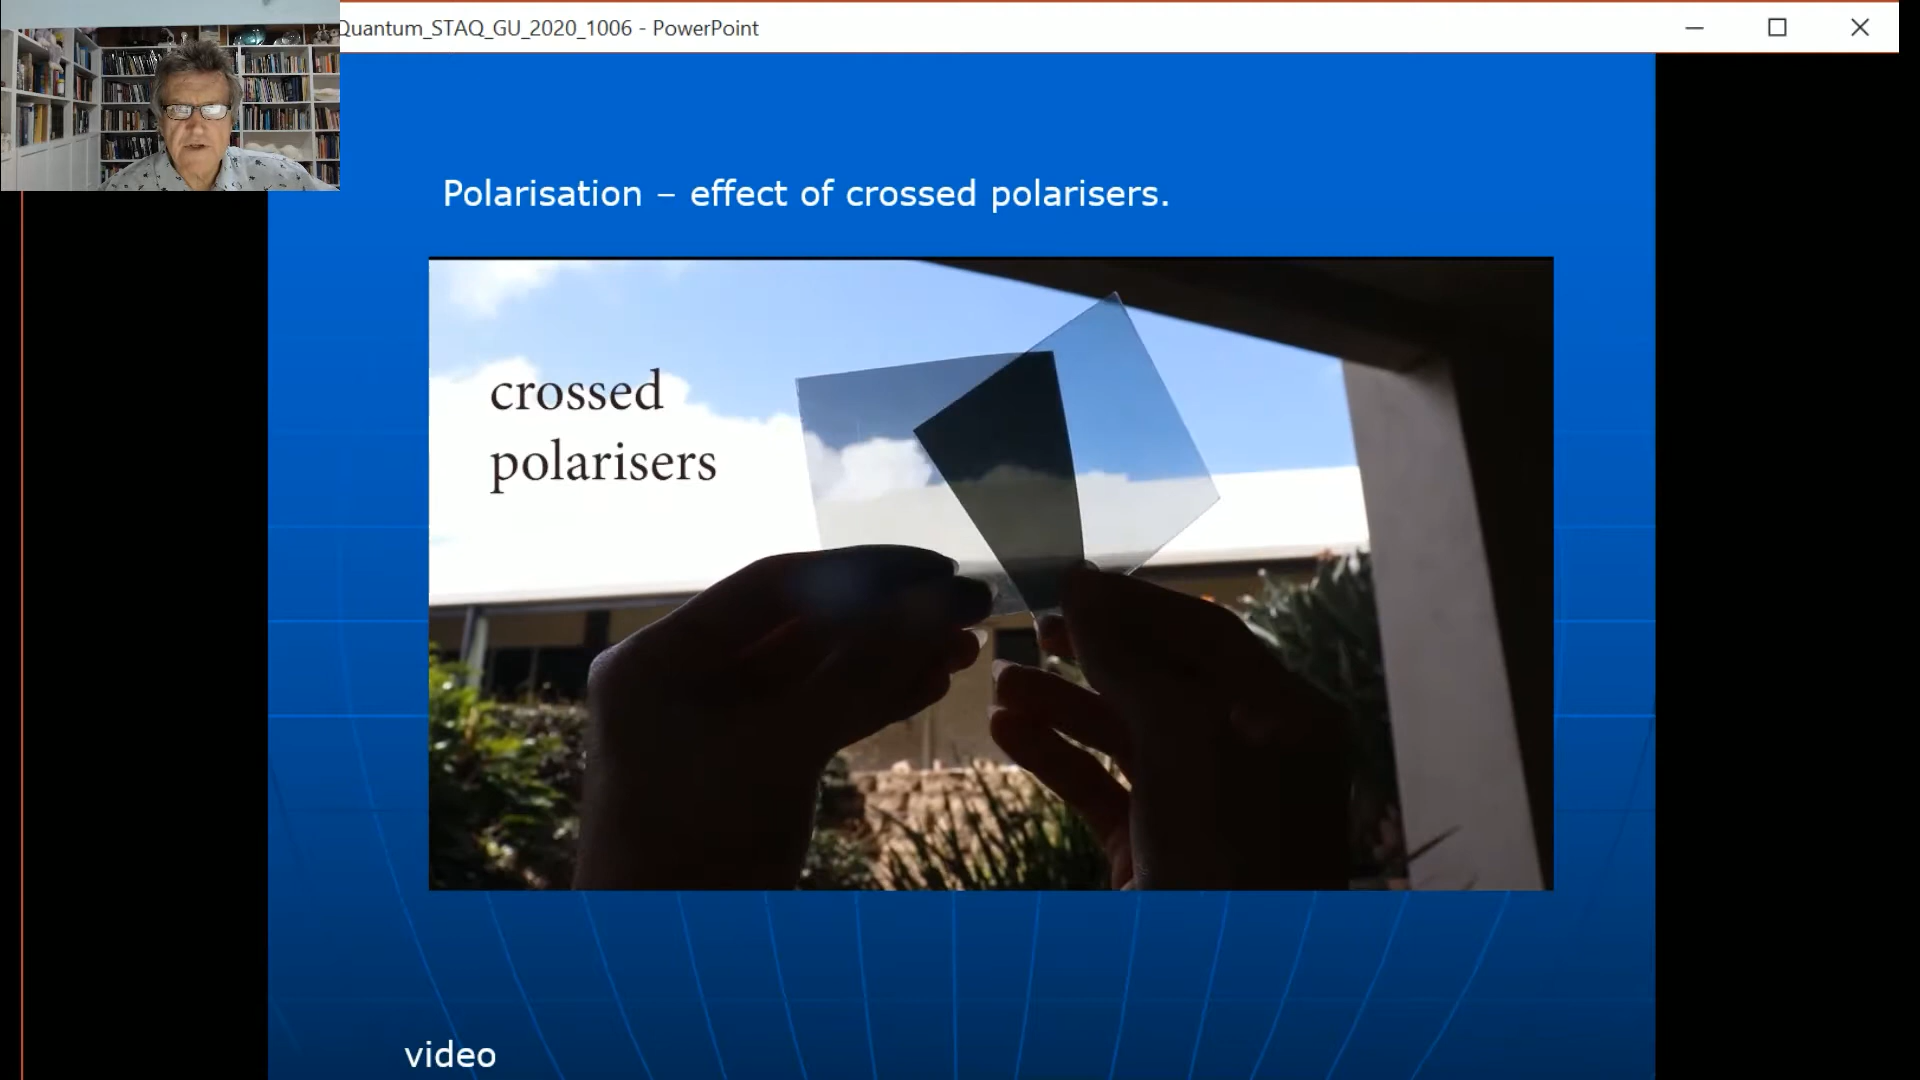 Quantum_STAQ_GU_2020_1006 - PowerPoint
Polarisation – effect of crossed polarisers.
crossed
polarisers
video